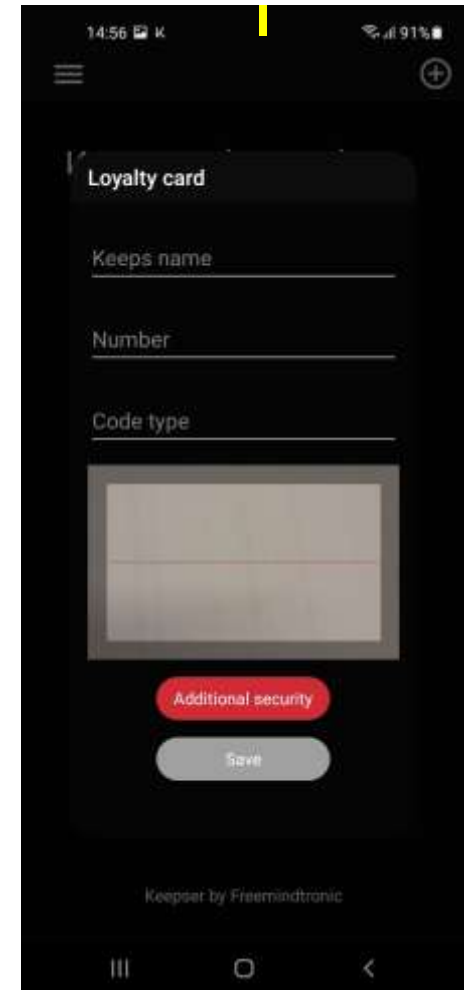 14:56 K 91%
Loyalty card
Keeps name
Number
Code type
Additional security
Save
Keepser by Freemindtronic